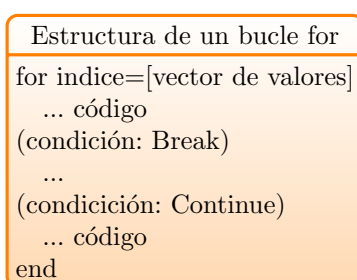 Estructura de un bucle for
for indice=[vector de valores]
... código
(condición: Break)
...
(condicición: Continue)
... código
end